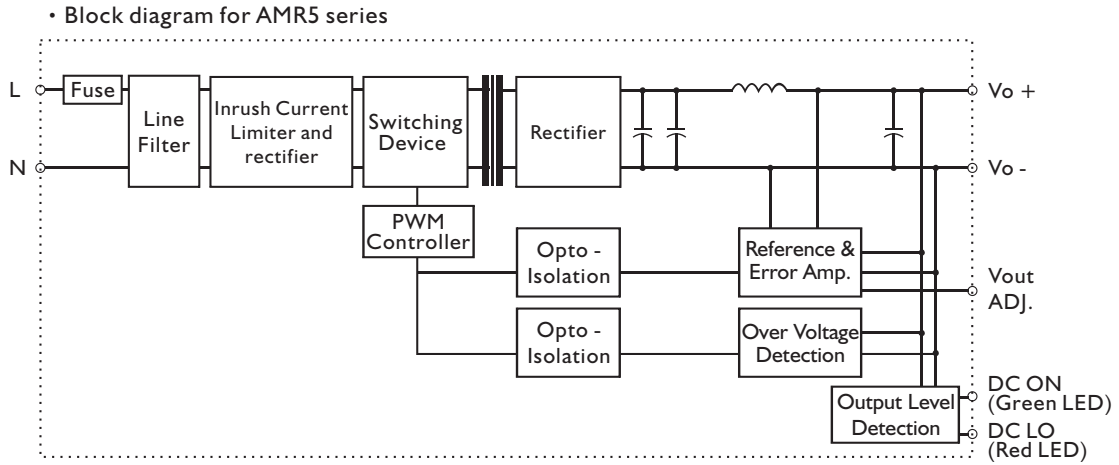 • Block diagram for AMR5 series
L
Fuse
Line
Filter
Inrush Current
Limiter and
rectifier
Switching
Device
Rectifier
Vo +
N
Vo -
PWM
Controller
Opto -
Isolation
Reference &
Error Amp.
Vout
ADJ.
Opto -
Isolation
Over Voltage
Detection
Output Level
Detection
DC ON
(Green LED)
DC LO
(Red LED)